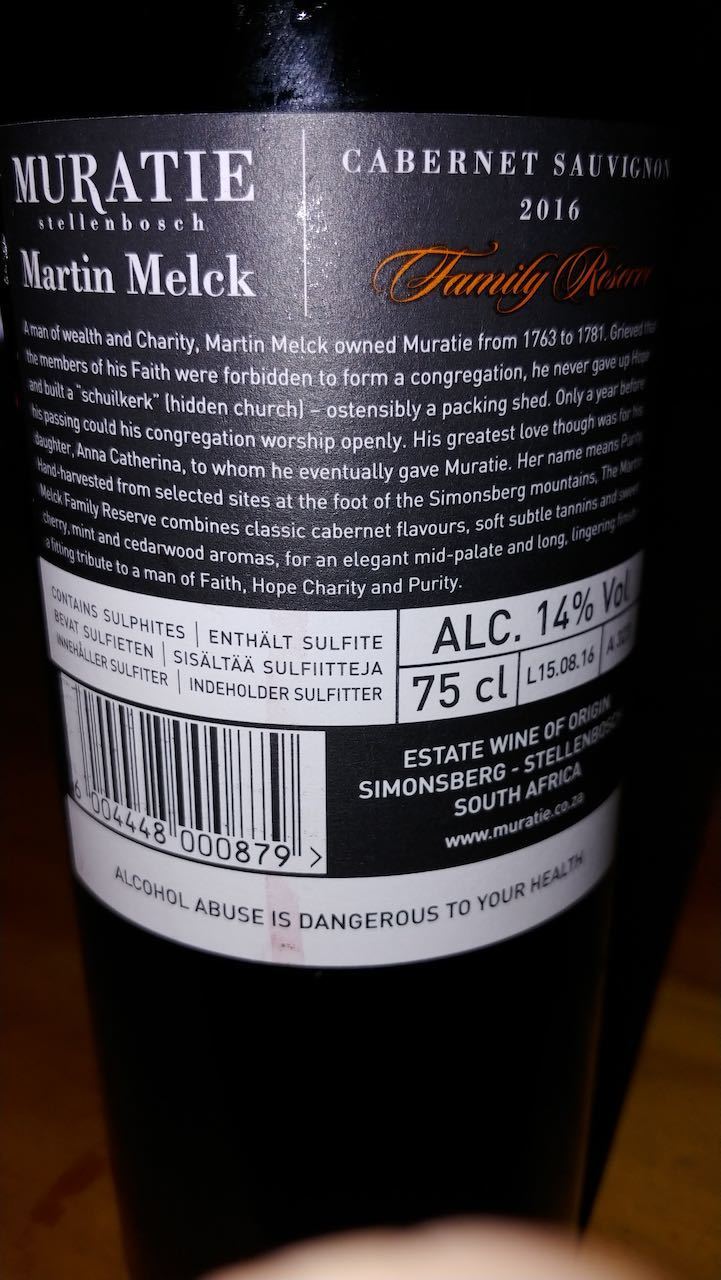 MURATIE
stellenbosch
Martin Melck
CABERNET SAUVIGNON
2016
Family Reserve
A man of wealth and Charity, Martin Melck owned Muratie from 1763 to 1781. Grieved that
the members of his Faith were forbidden to form a congregation, he never gave up Hope
and built a "schuilkerk" (hidden church) – ostensibly a packing shed. Only a year before
his passing could his congregation worship openly. His greatest love though was for his
daughter, Anna Catherina, to whom he eventually gave Muratie. Her name means Purity.
Hand-harvested from selected sites at the foot of the Simonsberg mountains, The Martin
Melck Family Reserve combines classic cabernet flavours, soft subtle tannins and sweet
cherry, mint and cedarwood aromas, for an elegant mid-palate and long, lingering finish
a fitting tribute to a man of Faith, Hope Charity and Purity.
CONTAINS SULPHITES | ENTHÄLT SULFITE
BEVAT SULFIETEN | SISÄLTÄÄ SULFIITTEJA
INNEHÅLLER SULFITER | INDEHOLDER SULFITTER
ALC. 14% Vol
75 cl
L15.08.16
6 004448 000879 >
ESTATE WINE OF ORIGIN
SIMONSBERG - STELLENBOSCH
SOUTH AFRICA
www.muratie.co.za
ALCOHOL ABUSE IS DANGEROUS TO YOUR HEALTH